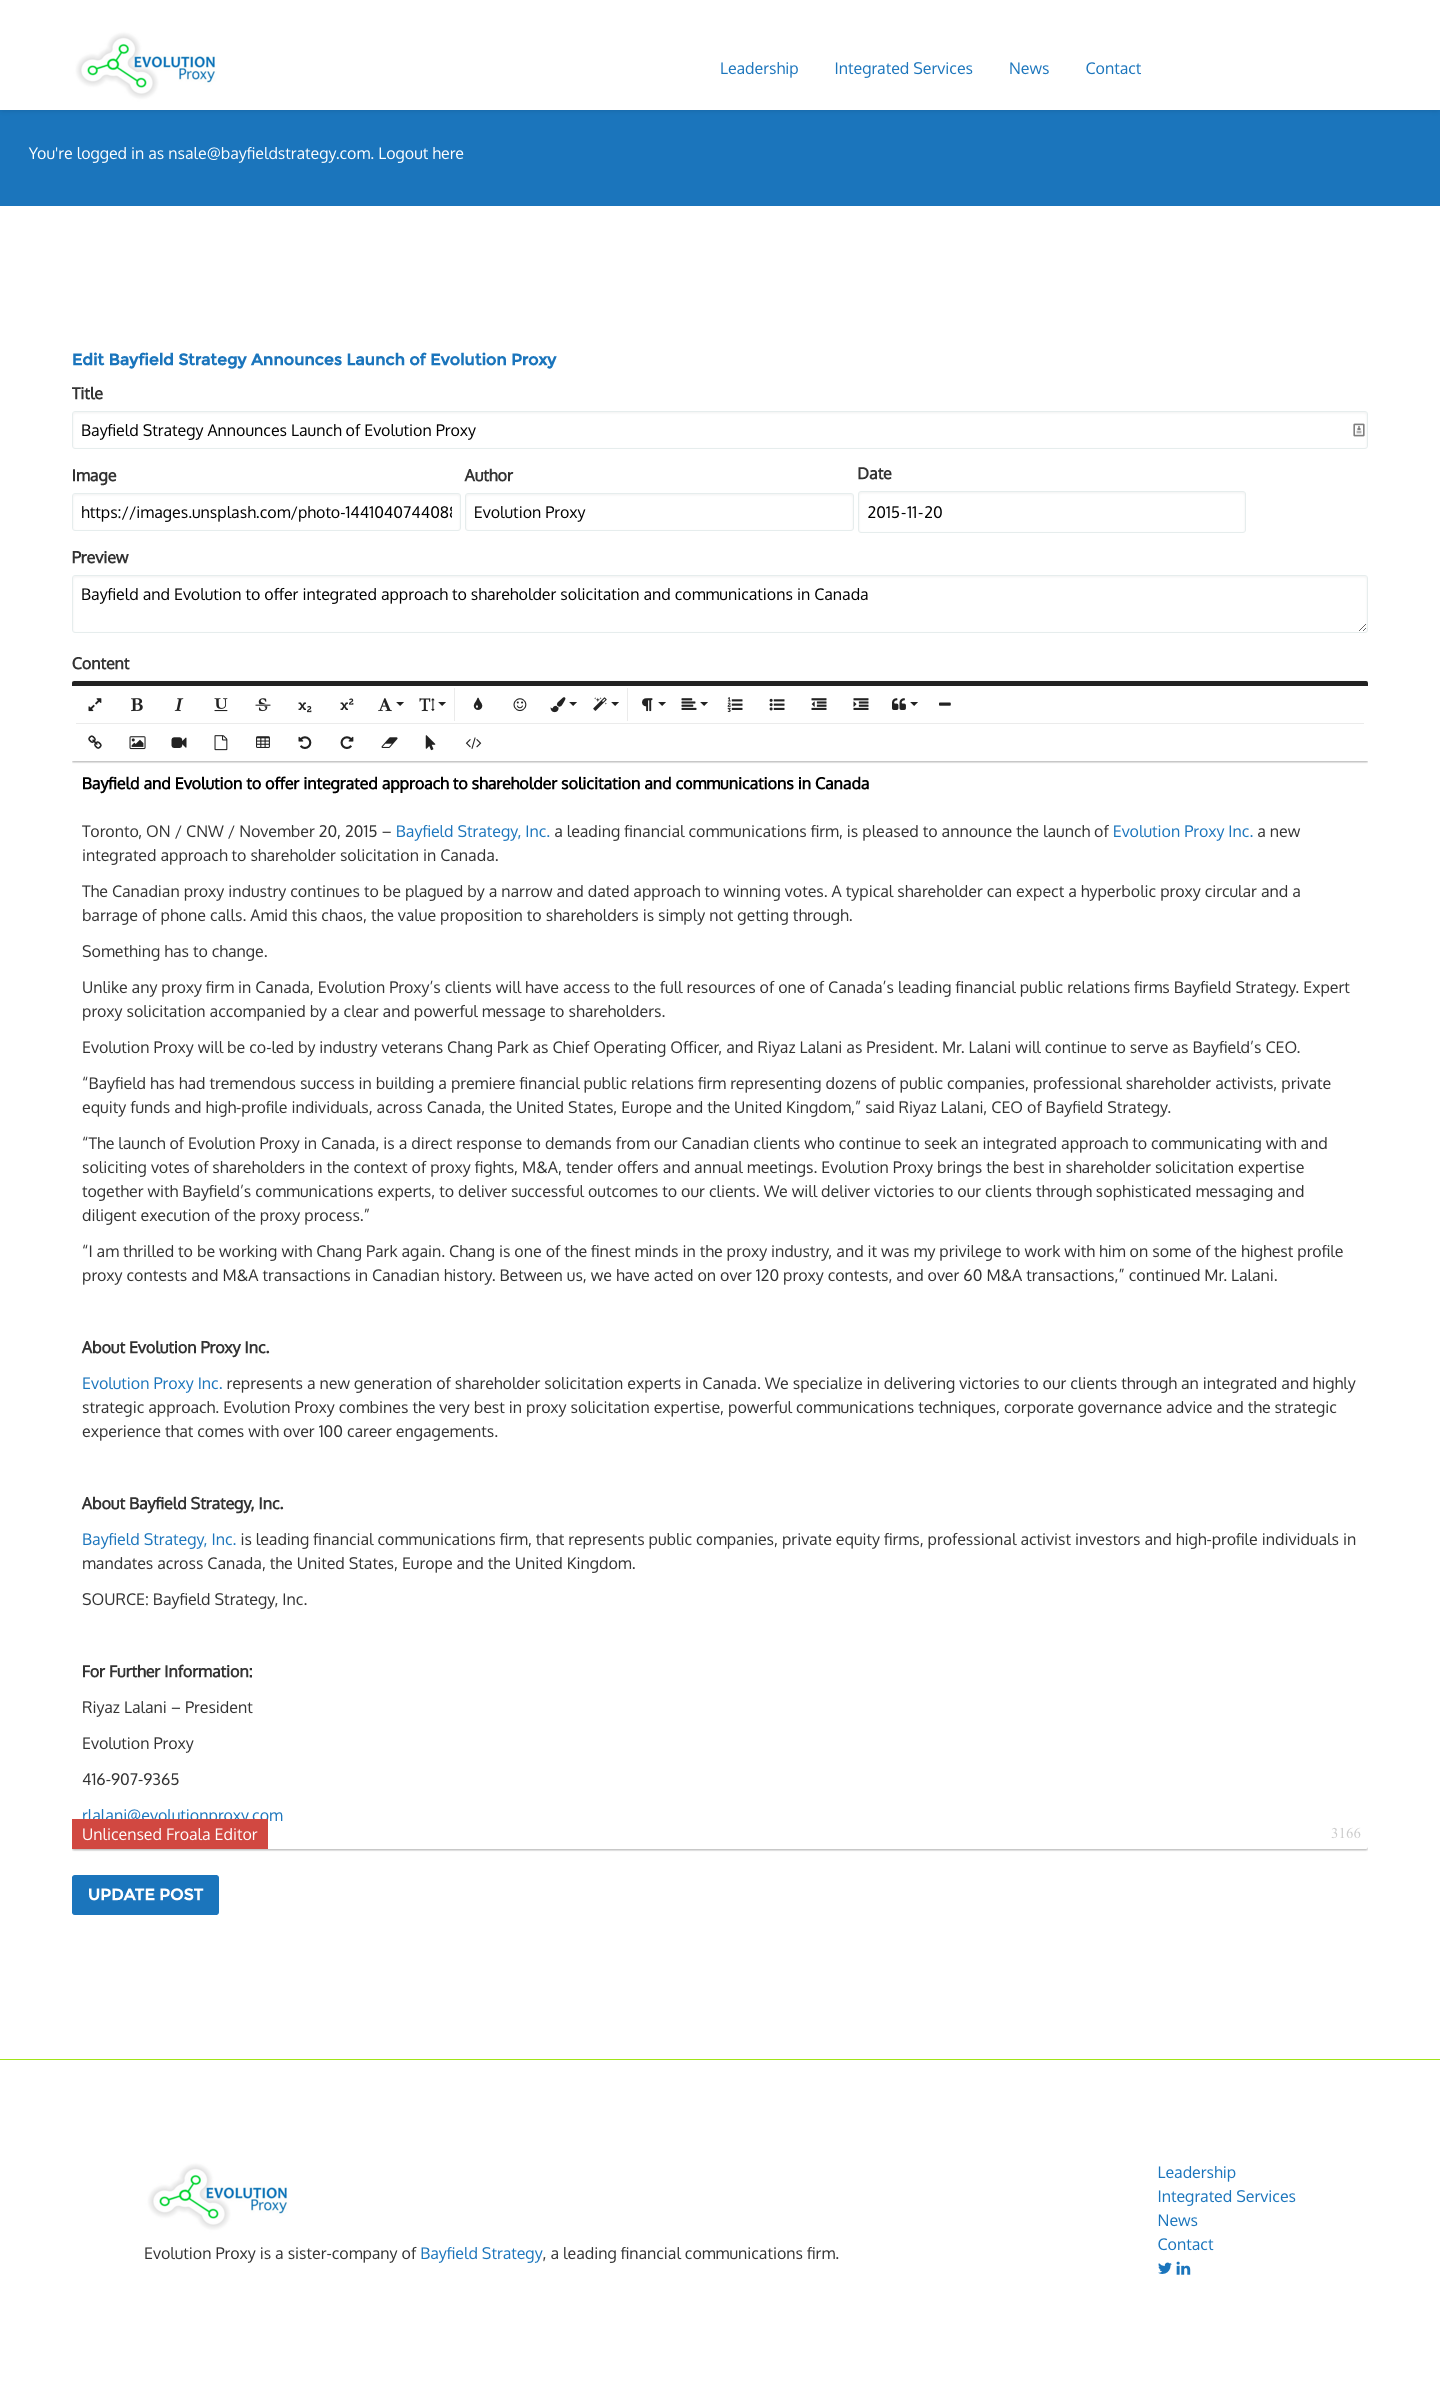 EVOLUTION
Proxy
Leadership Integrated Services News Contact
You're logged in as nsale@bayfieldstrategy.com. Logout here
Edit Bayfield Strategy Announces Launch of Evolution Proxy
Title
Bayfield Strategy Announces Launch of Evolution Proxy
Image Author Date
https://images.unsplash.com/photo-1441040744088 Evolution Proxy 2015-11-20
Preview
Bayfield and Evolution to offer integrated approach to shareholder solicitation and communications in Canada
Content
Bayfield and Evolution to offer integrated approach to shareholder solicitation and communications in Canada
Toronto, ON / CNW / November 20, 2015 – Bayfield Strategy, Inc. a leading financial communications firm, is pleased to announce the launch of Evolution Proxy Inc. a new
integrated approach to shareholder solicitation in Canada.
The Canadian proxy industry continues to be plagued by a narrow and dated approach to winning votes. A typical shareholder can expect a hyperbolic proxy circular and a
barrage of phone calls. Amid this chaos, the value proposition to shareholders is simply not getting through.
Something has to change.
Unlike any proxy firm in Canada, Evolution Proxy’s clients will have access to the full resources of one of Canada’s leading financial public relations firms Bayfield Strategy. Expert
proxy solicitation accompanied by a clear and powerful message to shareholders.
Evolution Proxy will be co-led by industry veterans Chang Park as Chief Operating Officer, and Riyaz Lalani as President. Mr. Lalani will continue to serve as Bayfield’s CEO.
“Bayfield has had tremendous success in building a premiere financial public relations firm representing dozens of public companies, professional shareholder activists, private
equity funds and high-profile individuals, across Canada, the United States, Europe and the United Kingdom,” said Riyaz Lalani, CEO of Bayfield Strategy.
“The launch of Evolution Proxy in Canada, is a direct response to demands from our Canadian clients who continue to seek an integrated approach to communicating with and
soliciting votes of shareholders in the context of proxy fights, M&A, tender offers and annual meetings. Evolution Proxy brings the best in shareholder solicitation expertise
together with Bayfield’s communications experts, to deliver successful outcomes to our clients. We will deliver victories to our clients through sophisticated messaging and
diligent execution of the proxy process.”
“I am thrilled to be working with Chang Park again. Chang is one of the finest minds in the proxy industry, and it was my privilege to work with him on some of the highest profile
proxy contests and M&A transactions in Canadian history. Between us, we have acted on over 120 proxy contests, and over 60 M&A transactions,” continued Mr. Lalani.
About Evolution Proxy Inc.
Evolution Proxy Inc. represents a new generation of shareholder solicitation experts in Canada. We specialize in delivering victories to our clients through an integrated and highly
strategic approach. Evolution Proxy combines the very best in proxy solicitation expertise, powerful communications techniques, corporate governance advice and the strategic
experience that comes with over 100 career engagements.
About Bayfield Strategy, Inc.
Bayfield Strategy, Inc. is leading financial communications firm, that represents public companies, private equity firms, professional activist investors and high-profile individuals in
mandates across Canada, the United States, Europe and the United Kingdom.
SOURCE: Bayfield Strategy, Inc.
For Further Information:
Riyaz Lalani – President
Evolution Proxy
416-907-9365
rlalani@evolutionproxy.com
Unlicensed Froala Editor 3166
UPDATE POST
EVOLUTION
Proxy
Evolution Proxy is a sister-company of Bayfield Strategy, a leading financial communications firm.
Leadership
Integrated Services
News
Contact